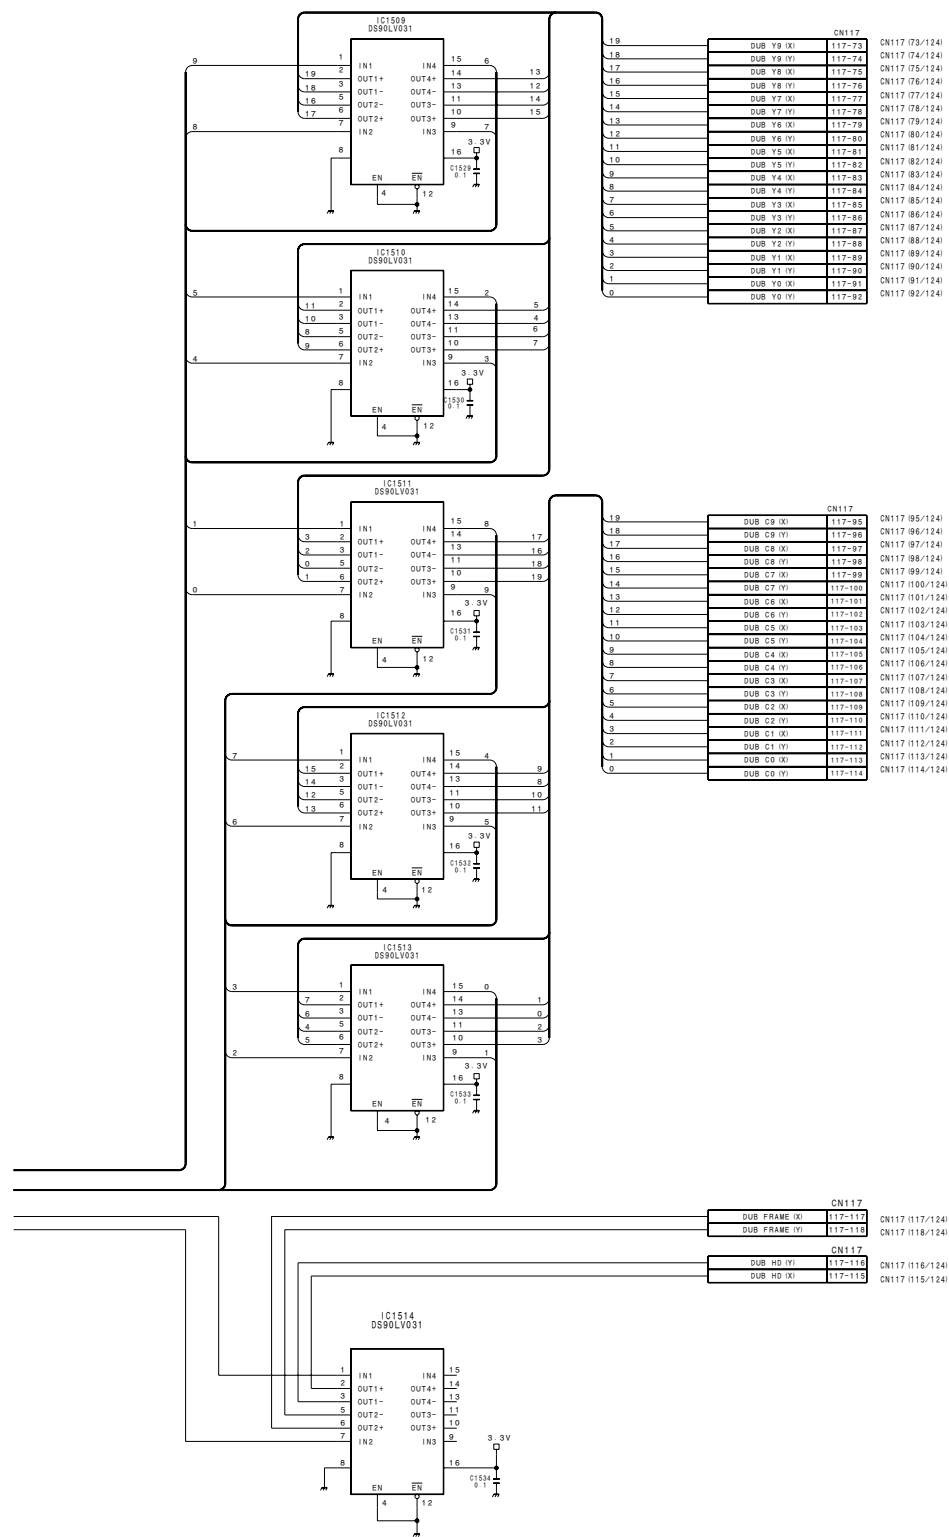 IC1509
DS90LV031
9 1 IN1 IN4 15 6
19 2 OUT1+ OUT4+ 14 13
18 3 OUT1- OUT4- 13 12
16 5 OUT2- OUT3- 11 14
17 6 OUT2+ OUT3+ 10 15
8 7 IN2 IN3 9 7
3.3V
8 16
C1529
0.1
EN EN
4 12
IC1510
DS90LV031
5 1 IN1 IN4 15 2
11 2 OUT1+ OUT4+ 14 5
10 3 OUT1- OUT4- 13 4
8 5 OUT2- OUT3- 11 6
9 6 OUT2+ OUT3+ 10 7
4 7 IN2 IN3 9 3
3.3V
8 16
C1530
0.1
EN EN
4 12
IC1511
DS90LV031
1 1 IN1 IN4 15 8
3 2 OUT1+ OUT4+ 14 17
2 3 OUT1- OUT4- 13 16
0 5 OUT2- OUT3- 11 18
1 6 OUT2+ OUT3+ 10 19
0 7 IN2 IN3 9 9
3.3V
8 16
C1531
0.1
EN EN
4 12
IC1512
DS90LV031
7 1 IN1 IN4 15 4
15 2 OUT1+ OUT4+ 14 9
14 3 OUT1- OUT4- 13 8
12 5 OUT2- OUT3- 11 10
13 6 OUT2+ OUT3+ 10 11
6 7 IN2 IN3 9 5
3.3V
8 16
C1532
0.1
EN EN
4 12
IC1513
DS90LV031
3 1 IN1 IN4 15 0
7 2 OUT1+ OUT4+ 14 1
6 3 OUT1- OUT4- 13 0
4 5 OUT2- OUT3- 11 2
5 6 OUT2+ OUT3+ 10 3
2 7 IN2 IN3 9 1
3.3V
8 16
C1533
0.1
EN EN
4 12
IC1514
DS90LV031
1 IN1 IN4 15
2 OUT1+ OUT4+ 14
3 OUT1- OUT4- 13
5 OUT2- OUT3- 11
6 OUT2+ OUT3+ 10
7 IN2 IN3 9
3.3V
8 16
C1534
0.1
EN EN
4 12
CN117
19 DUB Y9 (X) 117-73 CN117 (73/124)
18 DUB Y9 (Y) 117-74 CN117 (74/124)
17 DUB Y8 (X) 117-75 CN117 (75/124)
16 DUB Y8 (Y) 117-76 CN117 (76/124)
15 DUB Y7 (X) 117-77 CN117 (77/124)
14 DUB Y7 (Y) 117-78 CN117 (78/124)
13 DUB Y6 (X) 117-79 CN117 (79/124)
12 DUB Y6 (Y) 117-80 CN117 (80/124)
11 DUB Y5 (X) 117-81 CN117 (81/124)
10 DUB Y5 (Y) 117-82 CN117 (82/124)
9 DUB Y4 (X) 117-83 CN117 (83/124)
8 DUB Y4 (Y) 117-84 CN117 (84/124)
7 DUB Y3 (X) 117-85 CN117 (85/124)
6 DUB Y3 (Y) 117-86 CN117 (86/124)
5 DUB Y2 (X) 117-87 CN117 (87/124)
4 DUB Y2 (Y) 117-88 CN117 (88/124)
3 DUB Y1 (X) 117-89 CN117 (89/124)
2 DUB Y1 (Y) 117-90 CN117 (90/124)
1 DUB Y0 (X) 117-91 CN117 (91/124)
0 DUB Y0 (Y) 117-92 CN117 (92/124)
CN117
19 DUB C9 (X) 117-95 CN117 (95/124)
18 DUB C9 (Y) 117-96 CN117 (96/124)
17 DUB C8 (X) 117-97 CN117 (97/124)
16 DUB C8 (Y) 117-98 CN117 (98/124)
15 DUB C7 (X) 117-99 CN117 (99/124)
14 DUB C7 (Y) 117-100 CN117 (100/124)
13 DUB C6 (X) 117-101 CN117 (101/124)
12 DUB C6 (Y) 117-102 CN117 (102/124)
11 DUB C5 (X) 117-103 CN117 (103/124)
10 DUB C5 (Y) 117-104 CN117 (104/124)
9 DUB C4 (X) 117-105 CN117 (105/124)
8 DUB C4 (Y) 117-106 CN117 (106/124)
7 DUB C3 (X) 117-107 CN117 (107/124)
6 DUB C3 (Y) 117-108 CN117 (108/124)
5 DUB C2 (X) 117-109 CN117 (109/124)
4 DUB C2 (Y) 117-110 CN117 (110/124)
3 DUB C1 (X) 117-111 CN117 (111/124)
2 DUB C1 (Y) 117-112 CN117 (112/124)
1 DUB C0 (X) 117-113 CN117 (113/124)
0 DUB C0 (Y) 117-114 CN117 (114/124)
CN117
DUB FRAME (X) 117-117 CN117 (117/124)
DUB FRAME (Y) 117-118 CN117 (118/124)
CN117
DUB HD (Y) 117-116 CN117 (116/124)
DUB HD (X) 117-115 CN117 (115/124)